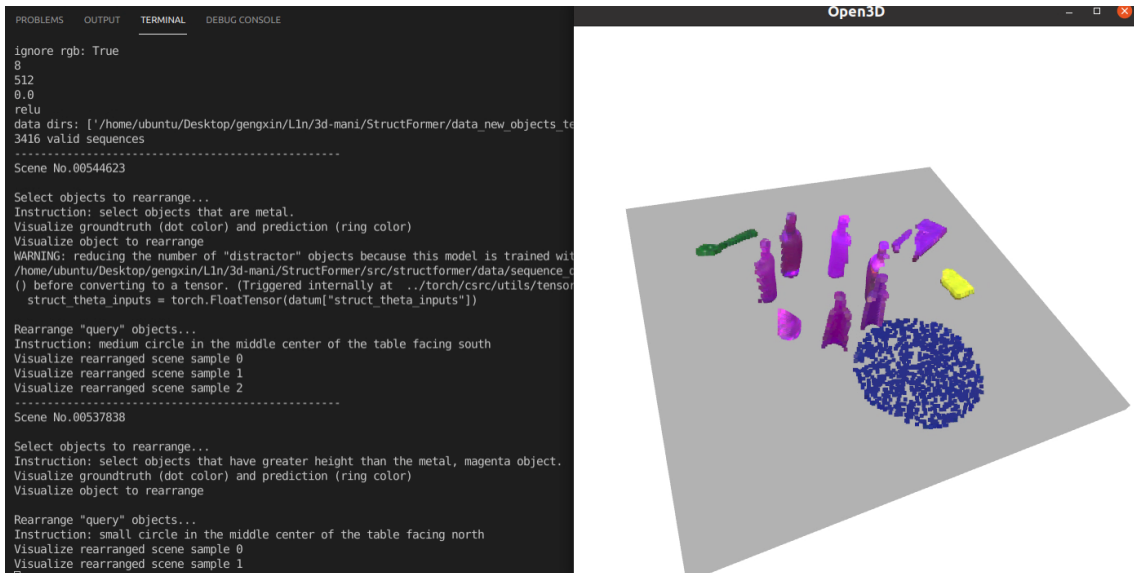 PROBLEMS OUTPUT TERMINAL DEBUG CONSOLE
ignore rgb: True
8
512
0.0
relu
data dirs: ['/home/ubuntu/Desktop/gengxin/L1n/3d-mani/StructFormer/data_new_objects_te
3416 valid sequences
--------------------------------------------------
Scene No.00544623
Select objects to rearrange...
Instruction: select objects that are metal.
Visualize groundtruth (dot color) and prediction (ring color)
Visualize object to rearrange
WARNING: reducing the number of "distractor" objects because this model is trained wit
/home/ubuntu/Desktop/gengxin/L1n/3d-mani/StructFormer/src/structformer/data/sequence_d
() before converting to a tensor. (Triggered internally at  ../torch/csrc/utils/tensor
  struct_theta_inputs = torch.FloatTensor(datum["struct_theta_inputs"])
Rearrange "query" objects...
Instruction: medium circle in the middle center of the table facing south
Visualize rearranged scene sample 0
Visualize rearranged scene sample 1
Visualize rearranged scene sample 2
--------------------------------------------------
Scene No.00537838
Select objects to rearrange...
Instruction: select objects that have greater height than the metal, magenta object.
Visualize groundtruth (dot color) and prediction (ring color)
Visualize object to rearrange
Rearrange "query" objects...
Instruction: small circle in the middle center of the table facing north
Visualize rearranged scene sample 0
Visualize rearranged scene sample 1
Open3D